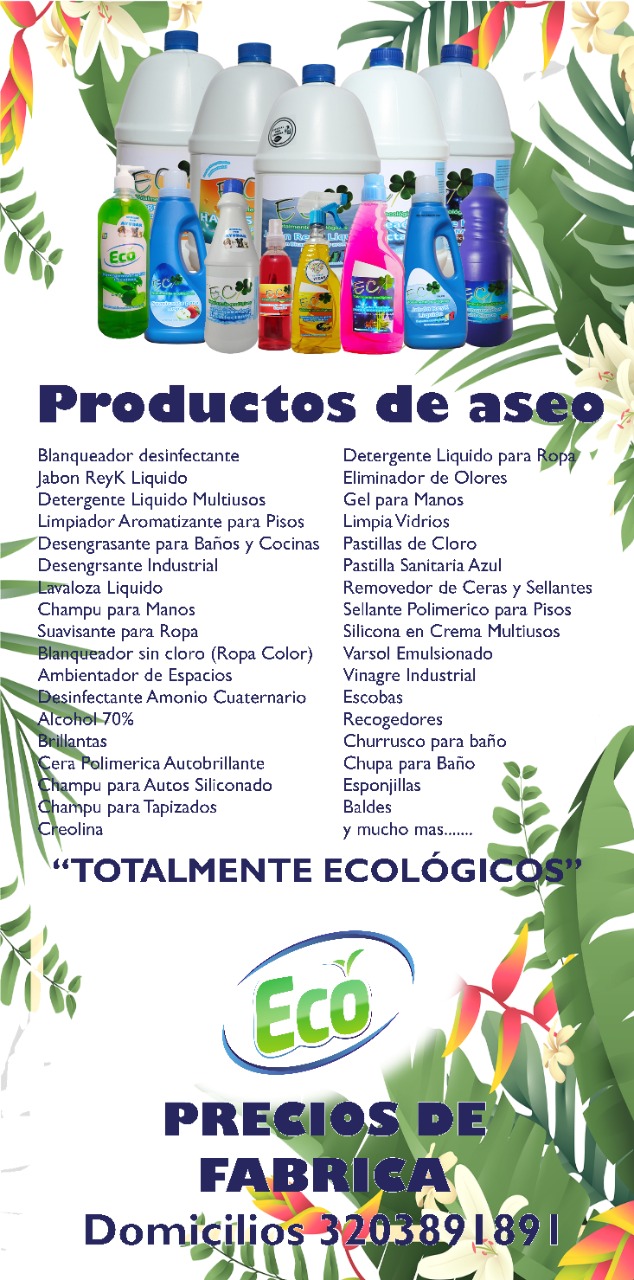 Eco
Productos de aseo
Blanqueador desinfectante
Jabon ReyK Liquido
Detergente Liquido Multiusos
Limpiador Aromatizante para Pisos
Desengrasante para Baños y Cocinas
Desengrsante Industrial
Lavaloza Liquido
Champu para Manos
Suavisante para Ropa
Blanqueador sin cloro (Ropa Color)
Ambientador de Espacios
Desinfectante Amonio Cuaternario
Alcohol 70%
Brillantas
Cera Polimerica Autobrillante
Champu para Autos Siliconado
Champu para Tapizados
Creolina
Detergente Liquido para Ropa
Eliminador de Olores
Gel para Manos
Limpia Vidrios
Pastillas de Cloro
Pastilla Sanitaria Azul
Removedor de Ceras y Sellantes
Sellante Polimerico para Pisos
Silicona en Crema Multiusos
Varsol Emulsionado
Vinagre Industrial
Escobas
Recogedores
Churrusco para baño
Chupa para Baño
Esponjillas
Baldes
y mucho mas.......
“TOTALMENTE ECOLÓGICOS”
Eco
PRECIOS DE
FABRICA
Domicilios 3203891891